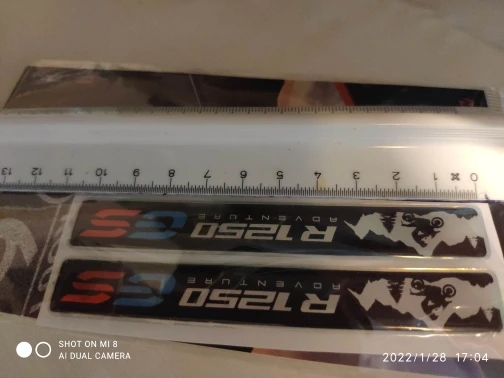 13 12 11 10 9 8 7 6 5 4 3 2 1 0
GS R1250
ADVENTURE
GS R1250
ADVENTURE
SHOT ON MI 8
AI DUAL CAMERA
2022/1/28 17:04